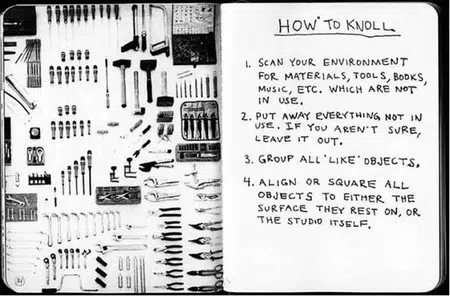 HOW TO KNOLL
1. SCAN YOUR ENVIRONMENT
FOR MATERIALS, TOOLS, BOOKS,
MUSIC, ETC. WHICH ARE NOT
IN USE.
2. PUT AWAY EVERYTHING NOT IN
USE. IF YOU AREN'T SURE,
LEAVE IT OUT.
3. GROUP ALL 'LIKE' OBJECTS.
4. ALIGN OR SQUARE ALL
OBJECTS TO EITHER THE
SURFACE THEY REST ON, OR
THE STUDIO ITSELF.